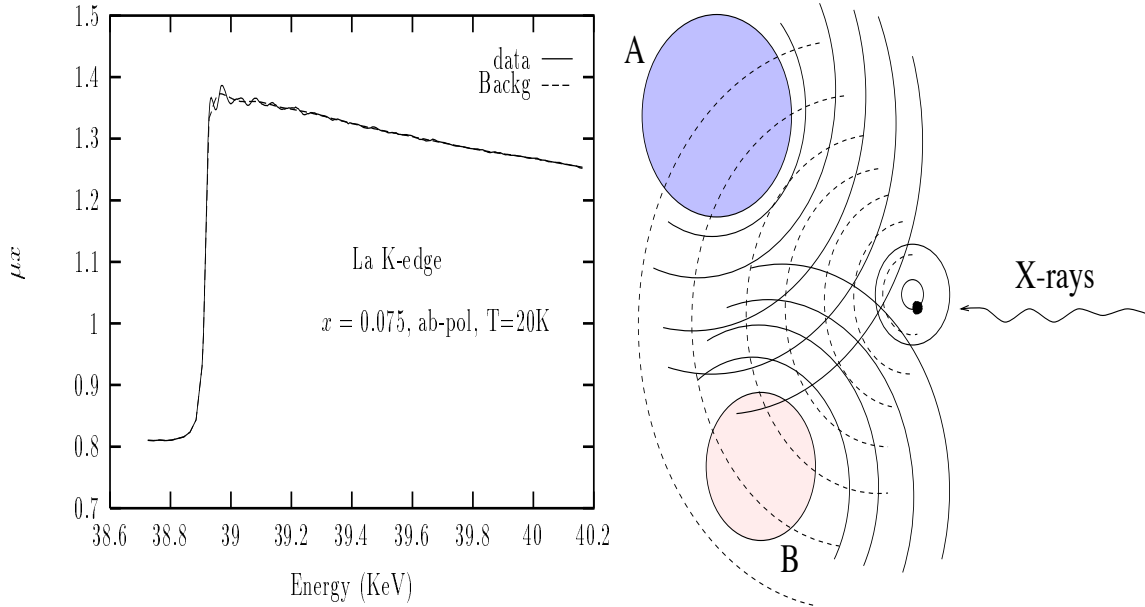 1.5
1.4
1.3
1.2
1.1
1
0.9
0.8
0.7
μx
data
Backg
La K-edge
x = 0.075, ab-pol, T=20K
38.6 38.8 39 39.2 39.4 39.6 39.8 40 40.2
Energy (KeV)
A
X-rays
B